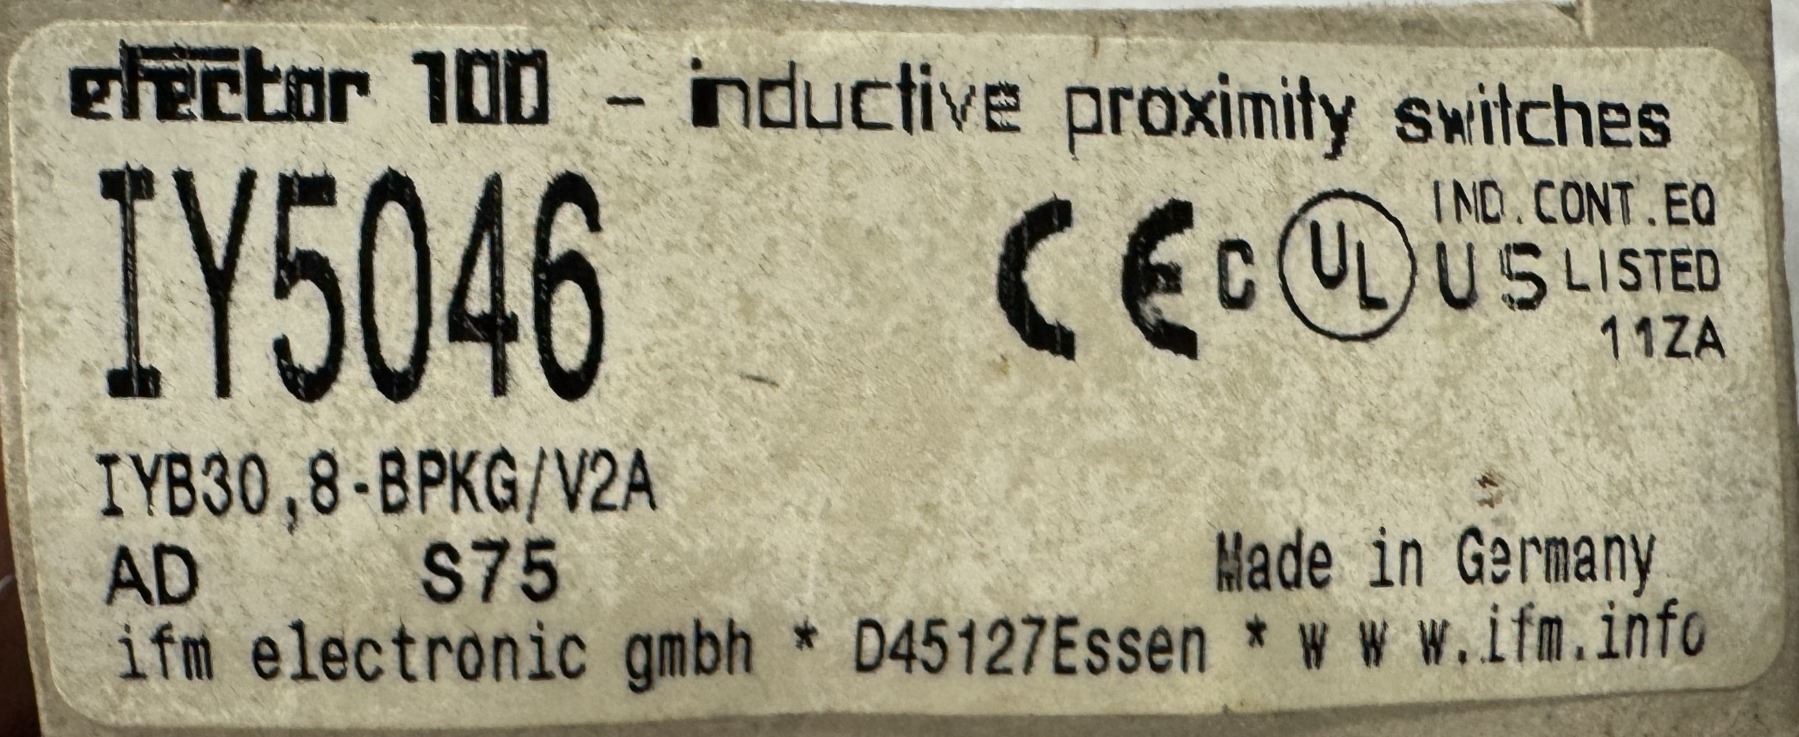 efector 100 - inductive proximity switches
IY5046
CE C UL US IND.CONT.EQ
LISTED
11ZA
IYB30,8-BPKG/V2A
AD S75
Made in Germany
ifm electronic gmbh * D45127Essen * w w w.ifm.info